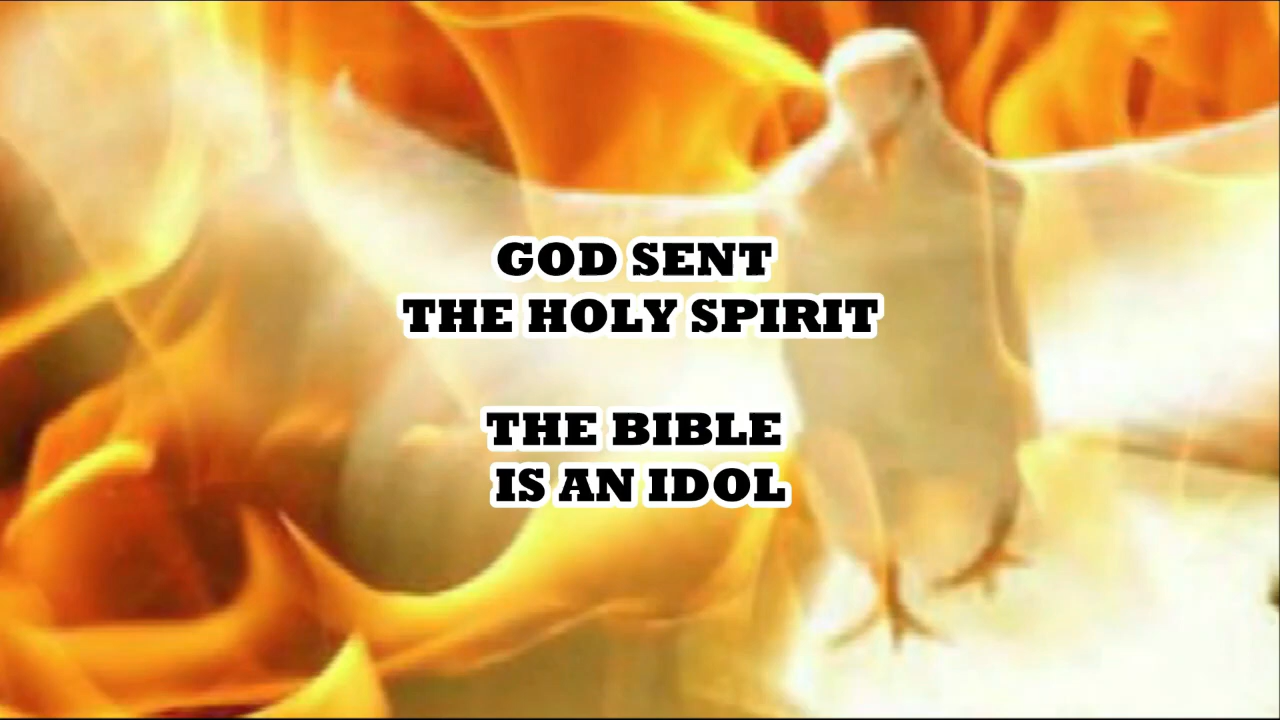 GOD SENT
THE HOLY SPIRIT
THE BIBLE
IS AN IDOL